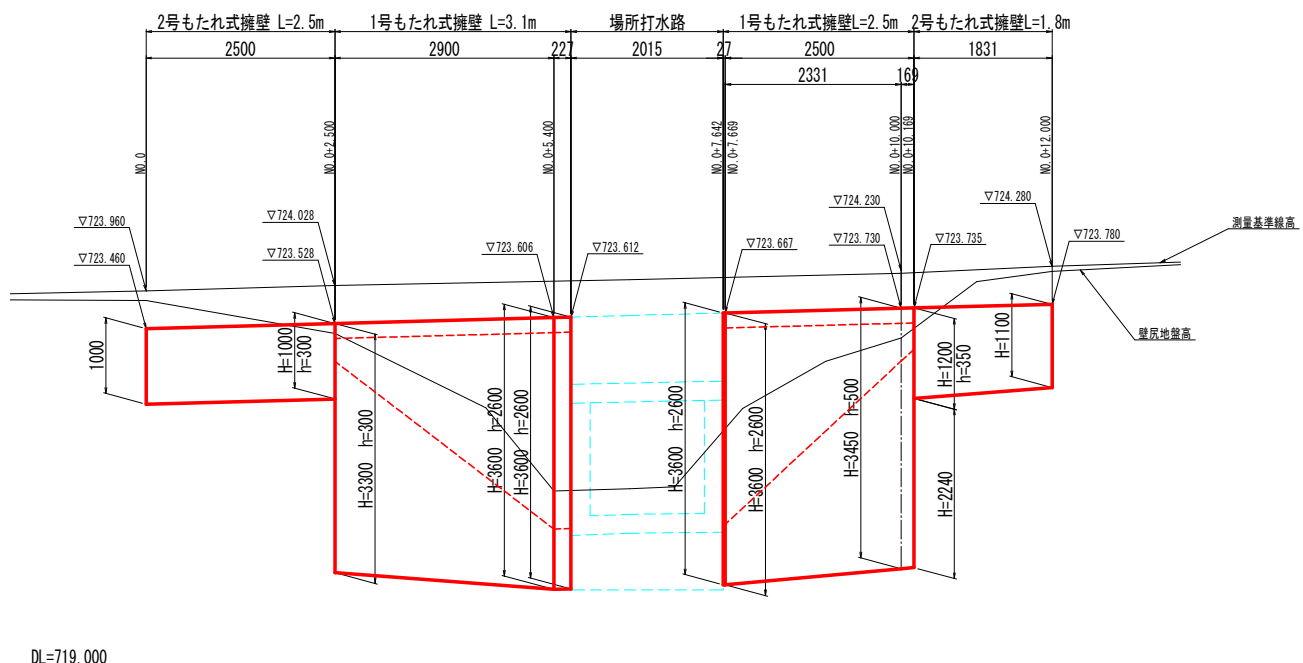 2号もたれ式擁壁 L=2.5m
1号もたれ式擁壁 L=3.1m
場所打水路
1号もたれ式擁壁L=2.5m
2号もたれ式擁壁L=1.8m
2500
2900
227
2015
27
2500
1831
2331
169
NO.0
NO.0+2.500
NO.0+5.400
NO.0+7.642
NO.0+7.669
NO.0+10.000
NO.0+10.169
NO.0+12.000
▽723.960
▽724.028
▽724.230
▽724.280
測量基準線高
▽723.460
▽723.528
▽723.606
▽723.612
▽723.667
▽723.730
▽723.735
▽723.780
壁尻地盤高
1000
H=1000
h=300
H=3300 h=300
H=3600 h=2600
H=3600 h=2600
H=3600 h=2600
H=3600 h=2600
H=3450 h=500
H=1200
h=350
H=1100
H=2240
DL=719.000